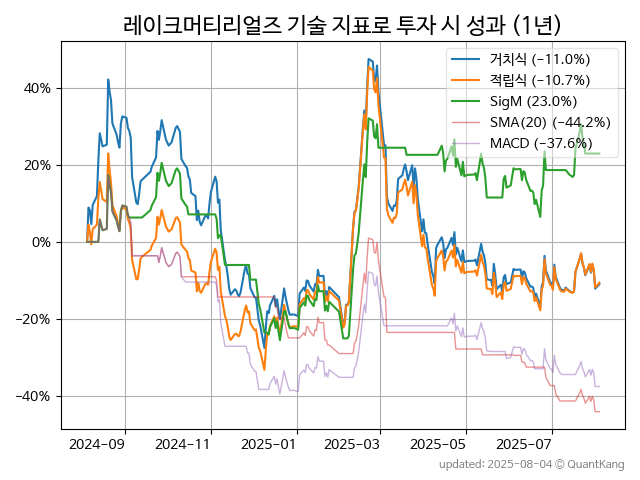 레이크머티리얼즈 기술 지표로 투자 시 성과 (1년)
거치식 (−11.0%)
적립식 (−10.7%)
SigM (23.0%)
SMA(20) (−44.2%)
MACD (−37.6%)
40%
20%
0%
−20%
−40%
2024−09
2024−11
2025−01
2025−03
2025−05
2025−07
updated: 2025-08-04 © QuantKang